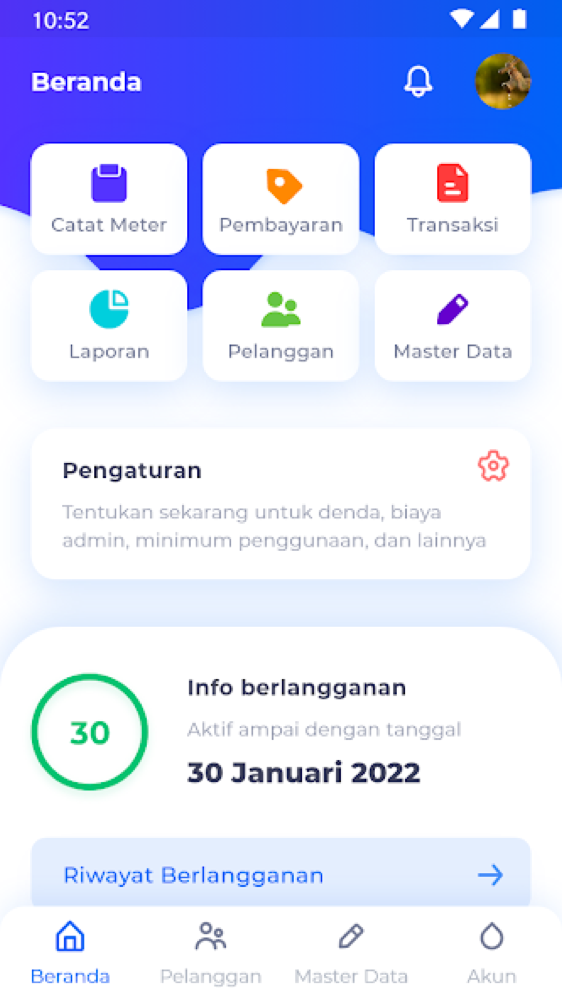 10:52
Beranda
Catat Meter
Pembayaran
Transaksi
Laporan
Pelanggan
Master Data
Pengaturan
Tentukan sekarang untuk denda, biaya
admin, minimum penggunaan, dan lainnya
30
Info berlangganan
Aktif ampai dengan tanggal
30 Januari 2022
Riwayat Berlangganan
Beranda
Pelanggan
Master Data
Akun